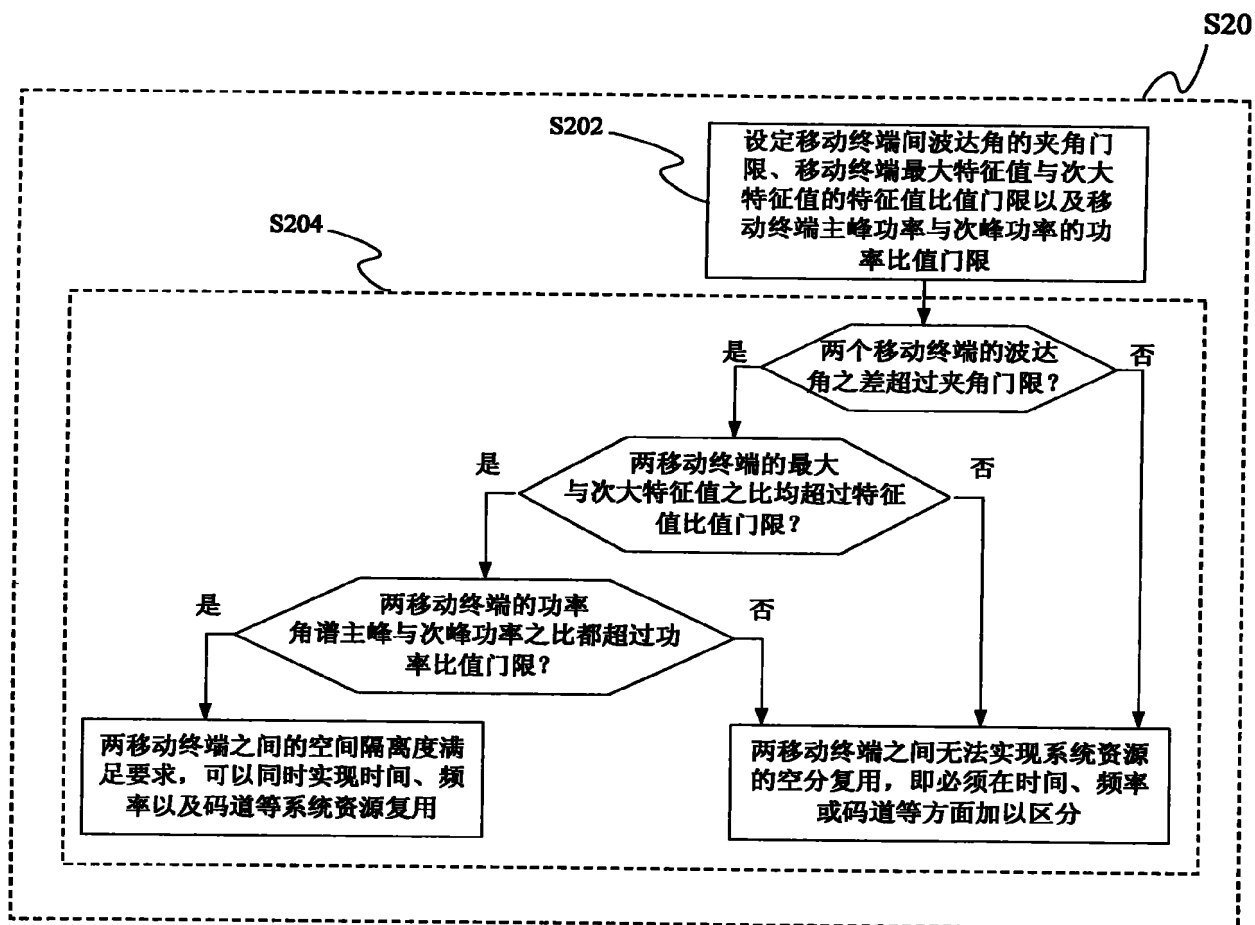 S20
S202
设定移动终端间波达角的夹角门
限、移动终端最大特征值与次大
特征值的特征值比值门限以及移
动终端主峰功率与次峰功率的功
率比值门限
S204
是
两个移动终端的波达
角之差超过夹角门限？
否
是
两移动终端的最大
与次大特征值之比均超过特征
值比值门限？
否
是
两移动终端的功率
角谱主峰与次峰功率之比都超过功
率比值门限？
否
两移动终端之间的空间隔离度满
足要求，可以同时实现时间、频
率以及码道等系统资源复用
两移动终端之间无法实现系统资源
的空分复用，即必须在时间、频率
或码道等方面加以区分